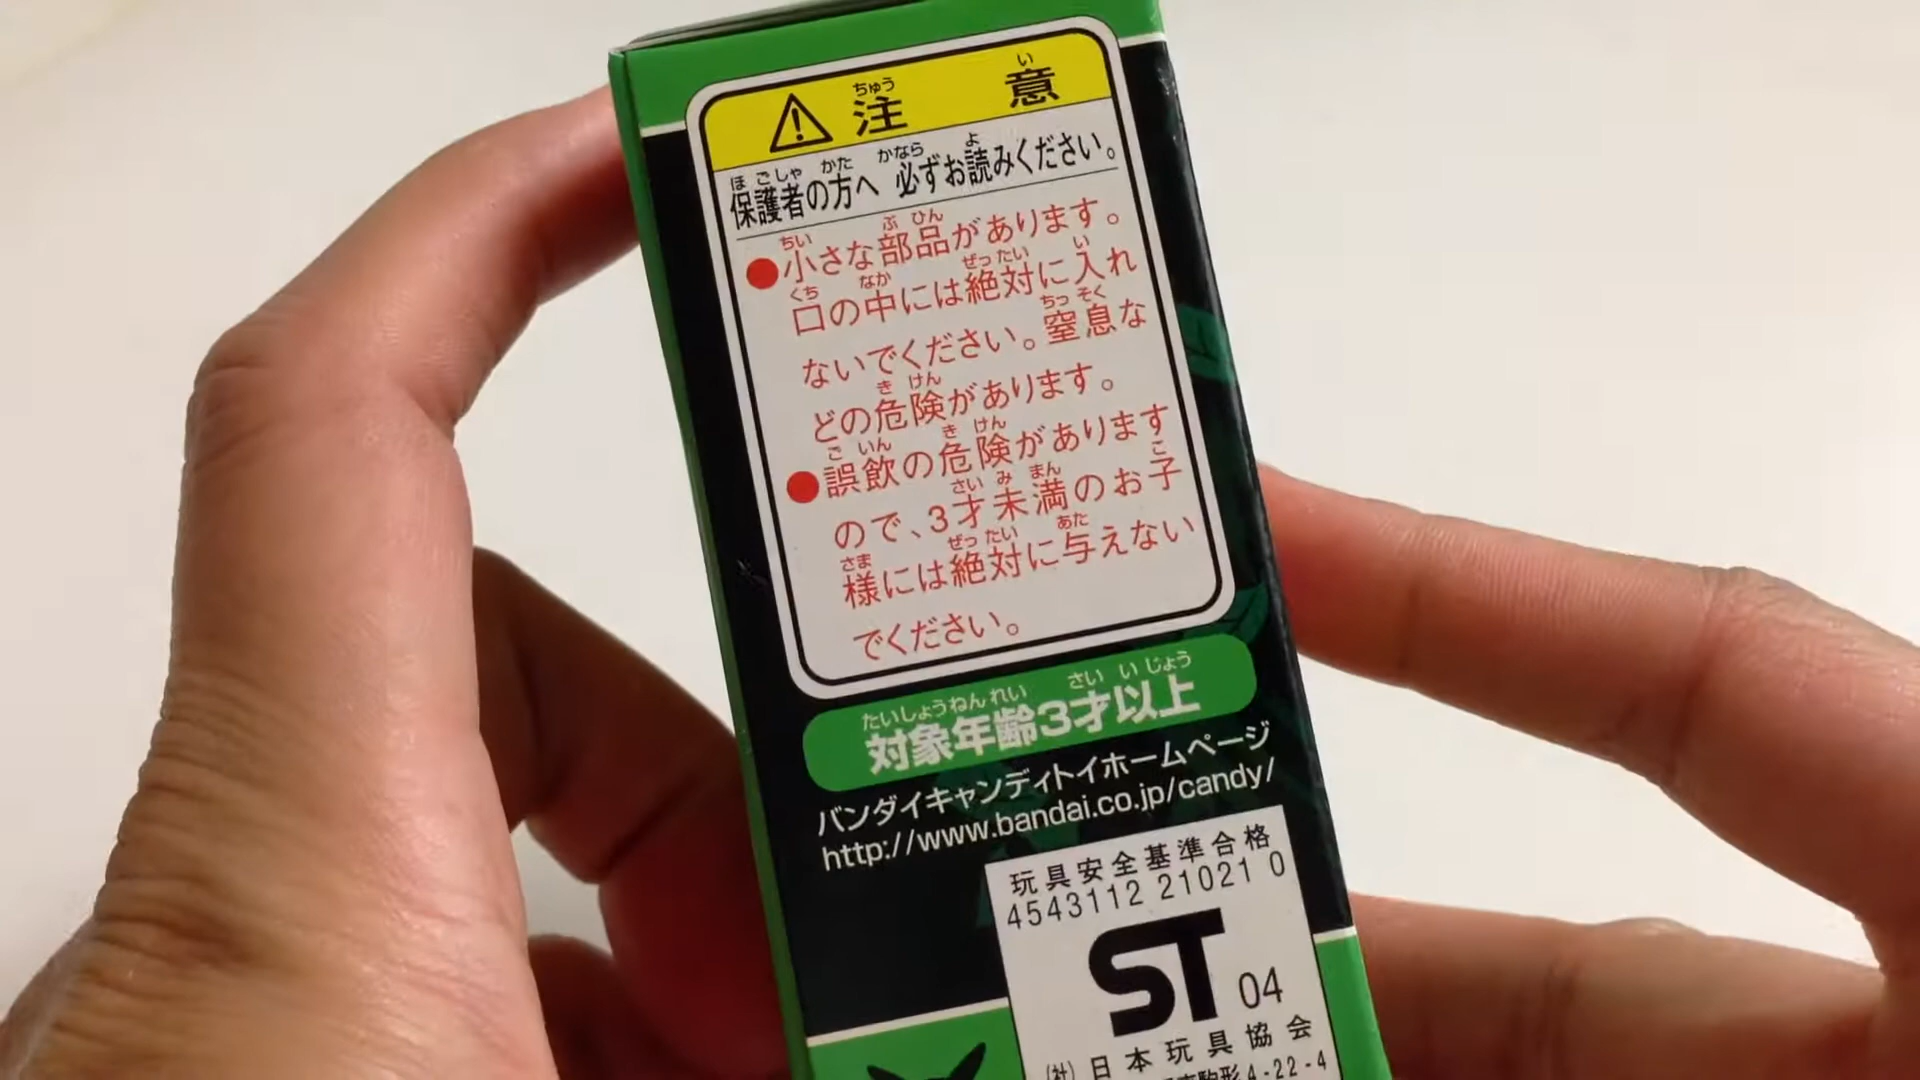 注意
保護者の方へ 必ずお読みください。
●小さな部品があります。
口の中には絶対に入れ
ないでください。窒息な
どの危険があります。
●誤飲の危険があります
ので、3才未満のお子
様には絶対に与えない
でください。
対象年齢3才以上
バンダイキャンディトイホームページ
http://www.bandai.co.jp/candy/
玩具安全基準合格
4543112 21021 0
ST 04
(社)日本玩具協会
駒形4-22-4